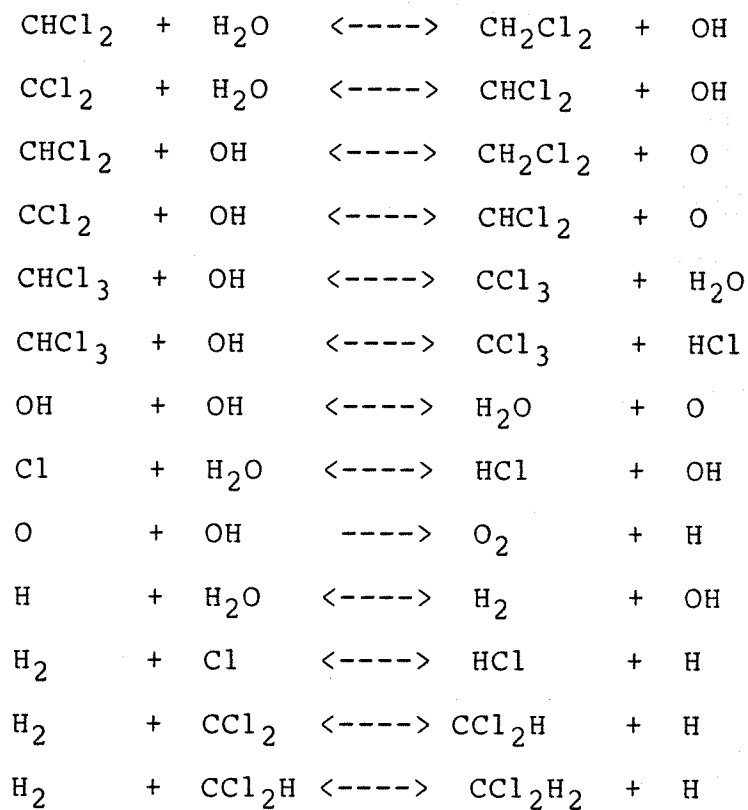 CHCl₂ + H₂O <----> CH₂Cl₂ + OH
CCl₂ + H₂O <----> CHCl₂ + OH
CHCl₂ + OH <----> CH₂Cl₂ + O
CCl₂ + OH <----> CHCl₂ + O
CHCl₃ + OH <----> CCl₃ + H₂O
CHCl₃ + OH <----> CCl₃ + HCl
OH + OH <----> H₂O + O
Cl + H₂O <----> HCl + OH
O + OH ----> O₂ + H
H + H₂O <----> H₂ + OH
H₂ + Cl <----> HCl + H
H₂ + CCl₂ <----> CCl₂H + H
H₂ + CCl₂H <----> CCl₂H₂ + H